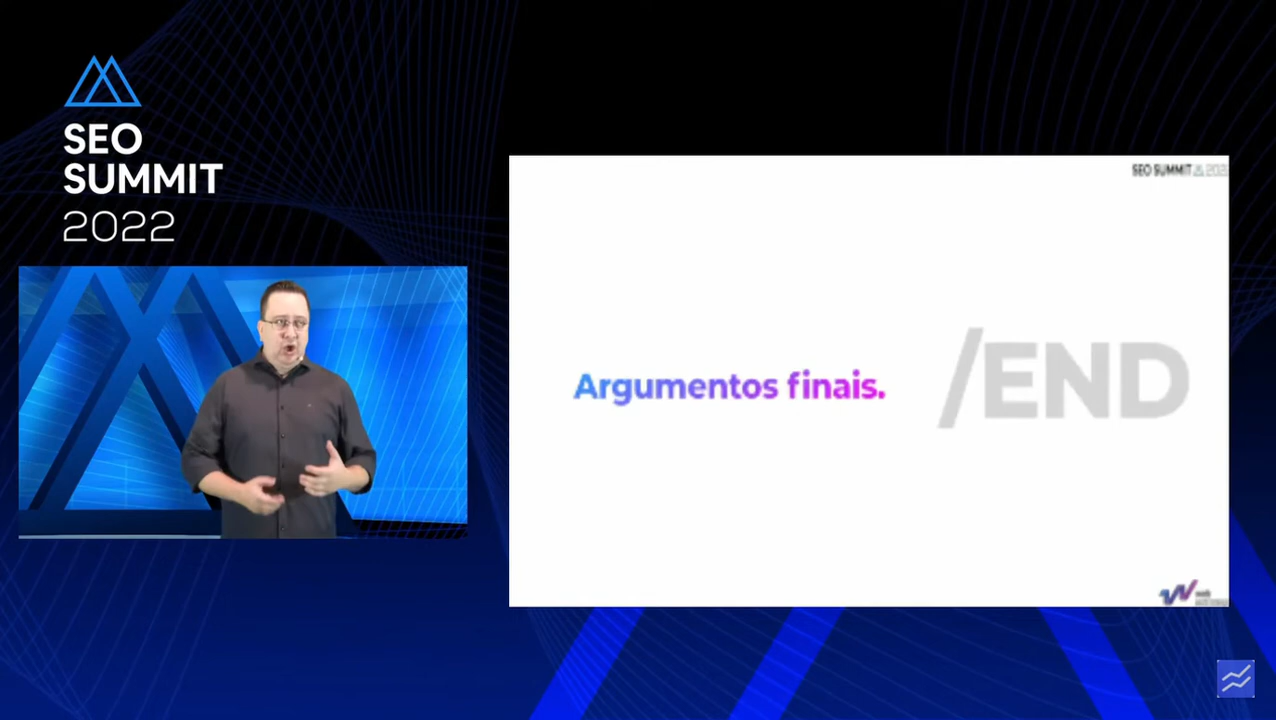 SEO
SUMMIT
2022
SEO SUMMIT
Argumentos finais.
/END